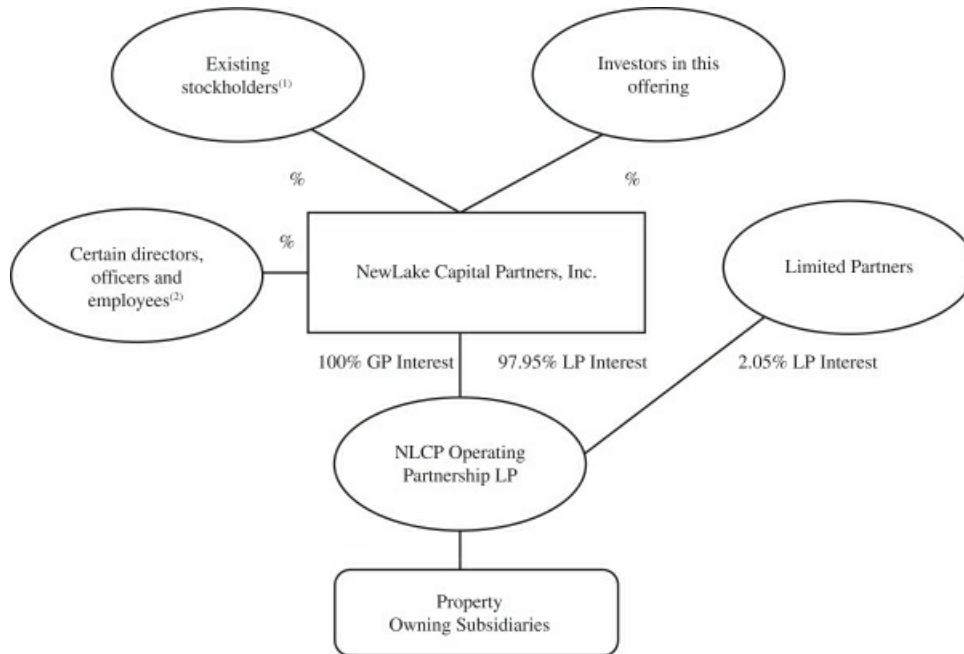 Existing
stockholders(1)
Investors in this
offering
%
%
Certain directors,
officers and
employees(2)
%
NewLake Capital Partners, Inc.
Limited Partners
100% GP Interest
97.95% LP Interest
2.05% LP Interest
NLCP Operating
Partnership LP
Property
Owning Subsidiaries